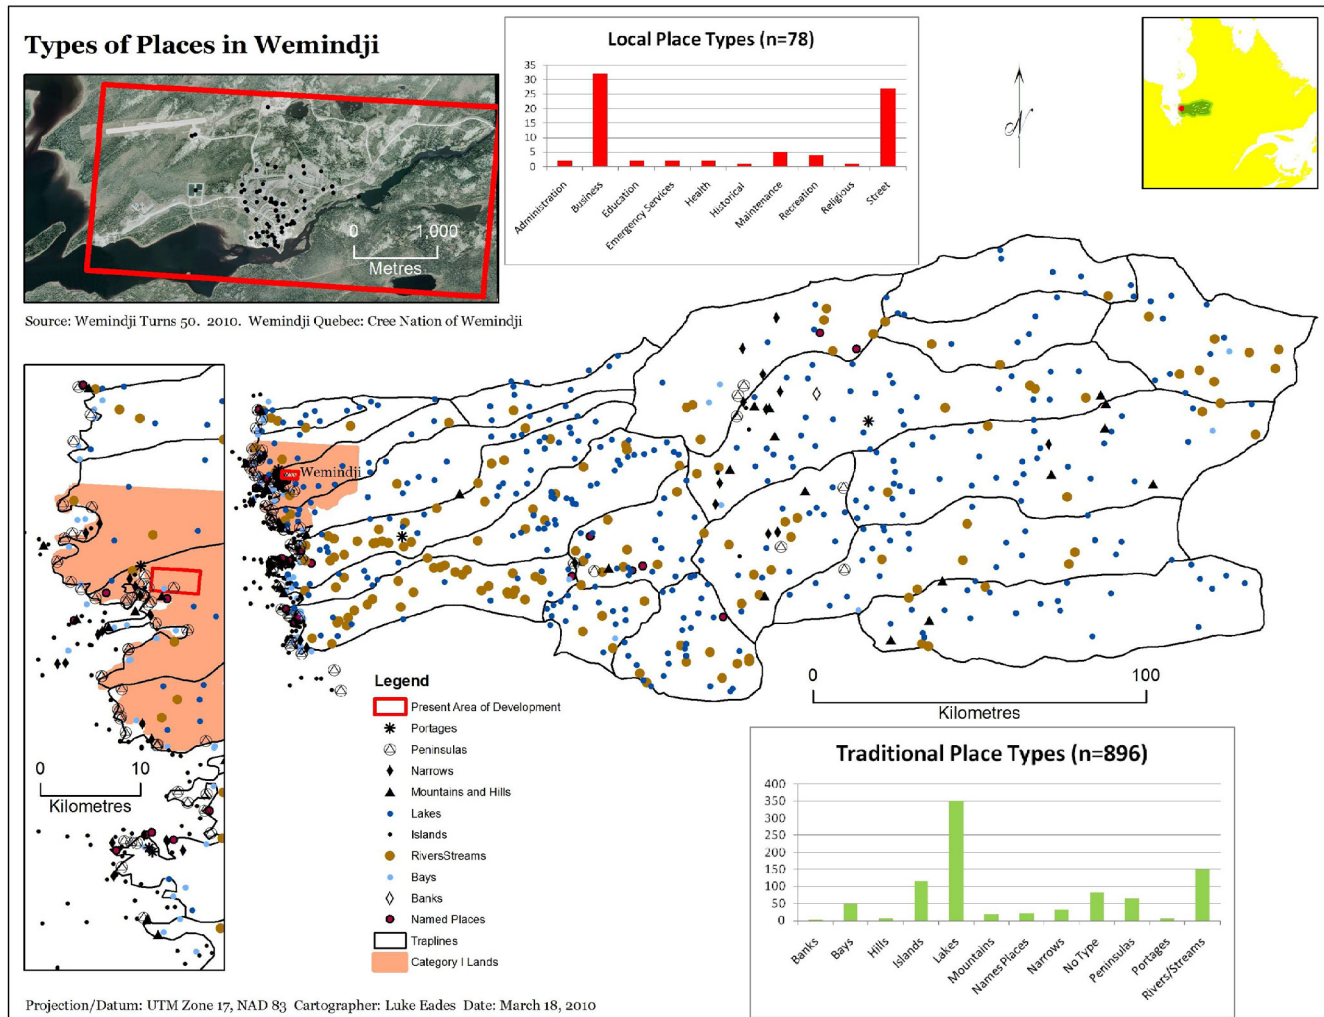 Types of Places in Wemindji
0 1,000
Metres
Source: Wemindji Turns 50. 2010. Wemindji Quebec: Cree Nation of Wemindji
Local Place Types (n=78)
35
30
25
20
15
10
5
0
Administration
Business
Education
Emergency Services
Health
Historical
Maintenance
Recreation
Religious
Street
N
Wemindji
0 10
Kilometres
0 100
Kilometres
Legend
Present Area of Development
Portages
Peninsulas
Narrows
Mountains and Hills
Lakes
Islands
RiversStreams
Bays
Banks
Named Places
Traplines
Category I Lands
Traditional Place Types (n=896)
400
350
300
250
200
150
100
50
0
Banks
Bays
Hills
Islands
Lakes
Mountains
Names Places
Narrows
No Type
Peninsulas
Portages
Rivers/Streams
Projection/Datum: UTM Zone 17, NAD 83 Cartographer: Luke Eades Date: March 18, 2010